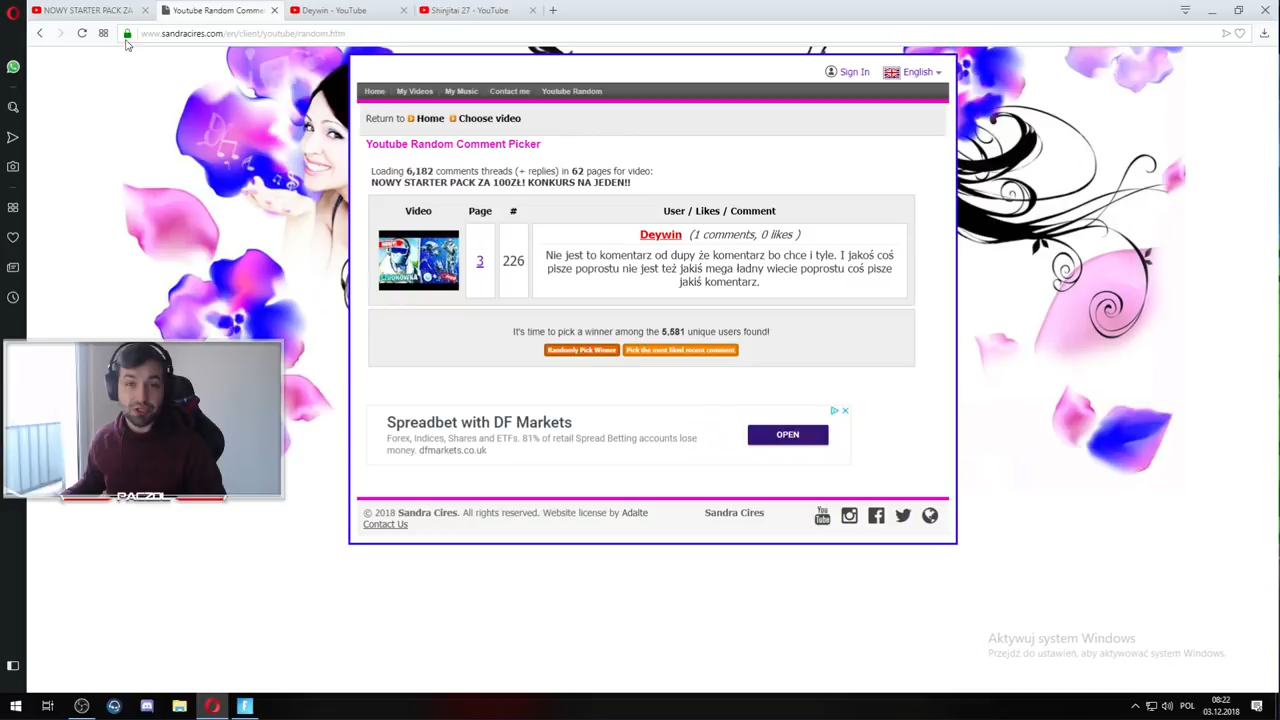 NOWY STARTER PACK ZA
Youtube Random Comme
Deywin - YouTube
Shinjitai 27 - YouTube
www.sandracires.com/en/client/youtube/random.htm
Sign In
English
Home
My Videos
My Music
Contact me
Youtube Random
Return to Home Choose video
Youtube Random Comment Picker
Loading 6,182 comments threads (+ replies) in 62 pages for video:
NOWY STARTER PACK ZA 100ZŁ! KONKURS NA JEDEN!!
Video
Page
#
User / Likes / Comment
3
226
Deywin (1 comments, 0 likes )
Nie jest to komentarz od dupy że komentarz bo chce i tyle. I jakoś coś
pisze poprostu nie jest też jakiś mega ładny wiecie poprostu coś pisze
jakiś komentarz.
It's time to pick a winner among the 5,581 unique users found!
Randomly Pick Winner
Pick the most liked recent comment
Spreadbet with DF Markets
Forex, Indices, Shares and ETFs. 81% of retail Spread Betting accounts lose
money. dfmarkets.co.uk
OPEN
© 2018 Sandra Cires. All rights reserved. Website license by Adalte
Contact Us
Sandra Cires
You
Tube
Aktywuj system Windows
Przejdź do ustawień, aby aktywować system Windows.
POL
08:22
03.12.2018